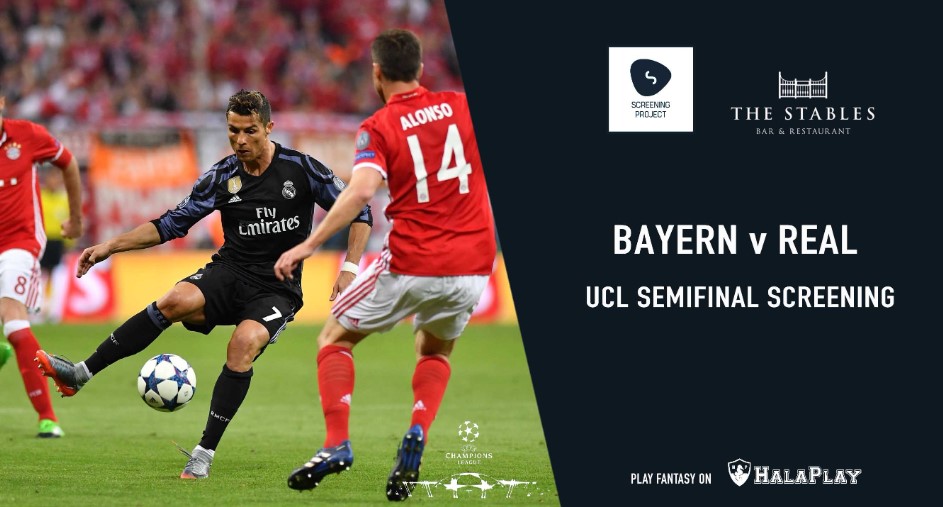 ALONSO
14
Fly
Emirates
7
8
CHAMPIONS
LEAGUE
SCREENING
PROJECT
THE STABLES
BAR & RESTAURANT
BAYERN v REAL
UCL SEMIFINAL SCREENING
PLAY FANTASY ON
HALAPLAY